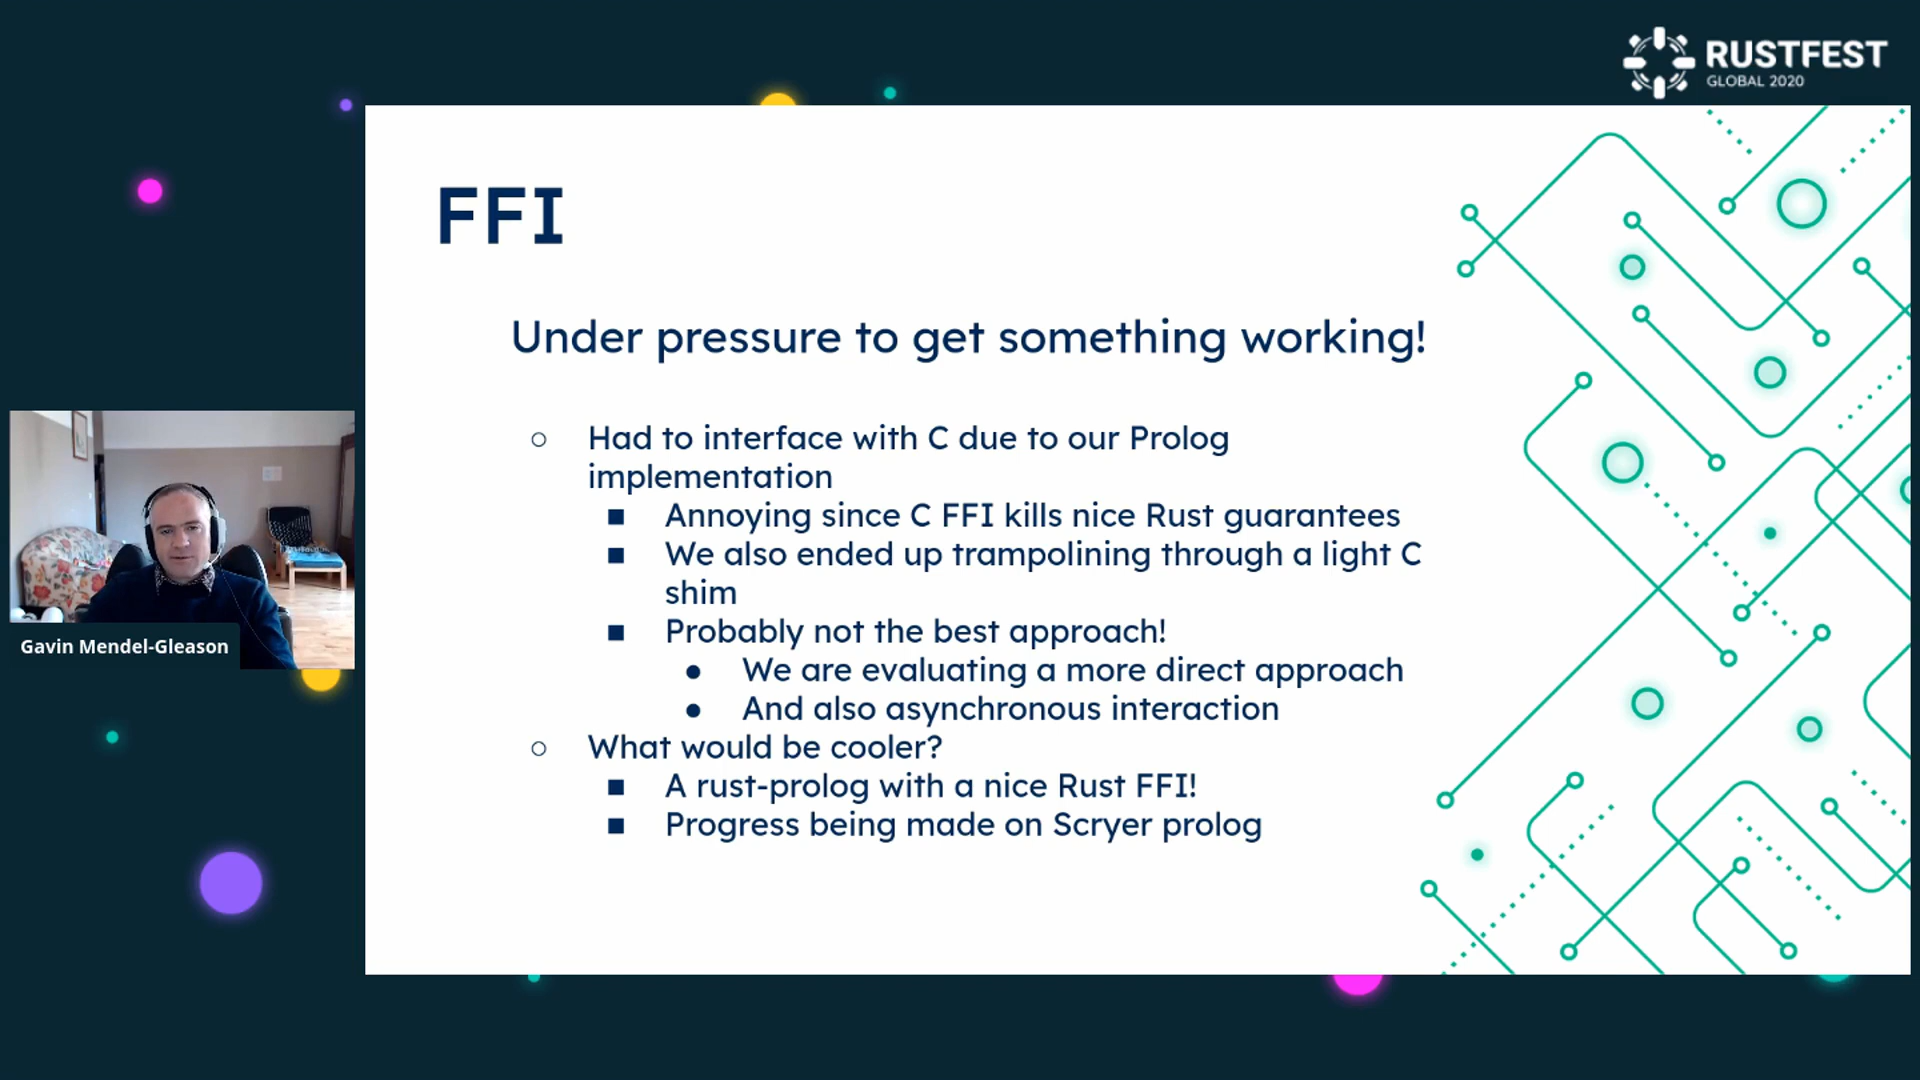 RUSTFEST
GLOBAL 2020
FFI
Under pressure to get something working!
Had to interface with C due to our Prolog
implementation
Annoying since C FFI kills nice Rust guarantees
We also ended up trampolining through a light C
shim
Probably not the best approach!
We are evaluating a more direct approach
And also asynchronous interaction
What would be cooler?
A rust-prolog with a nice Rust FFI!
Progress being made on Scryer prolog
Gavin Mendel-Gleason